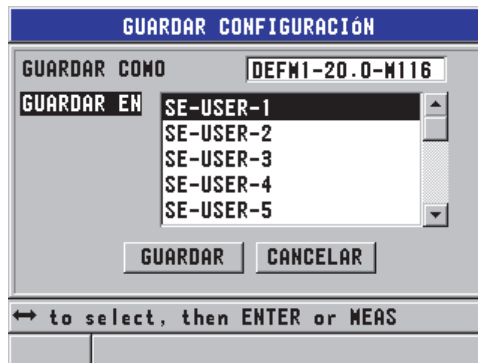 GUARDAR CONFIGURACIóN
GUARDAR COMO DEFM1-20.0-M116
GUARDAR EN
SE-USER-1
SE-USER-2
SE-USER-3
SE-USER-4
SE-USER-5
GUARDAR CANCELAR
↔ to select, then ENTER or MEAS